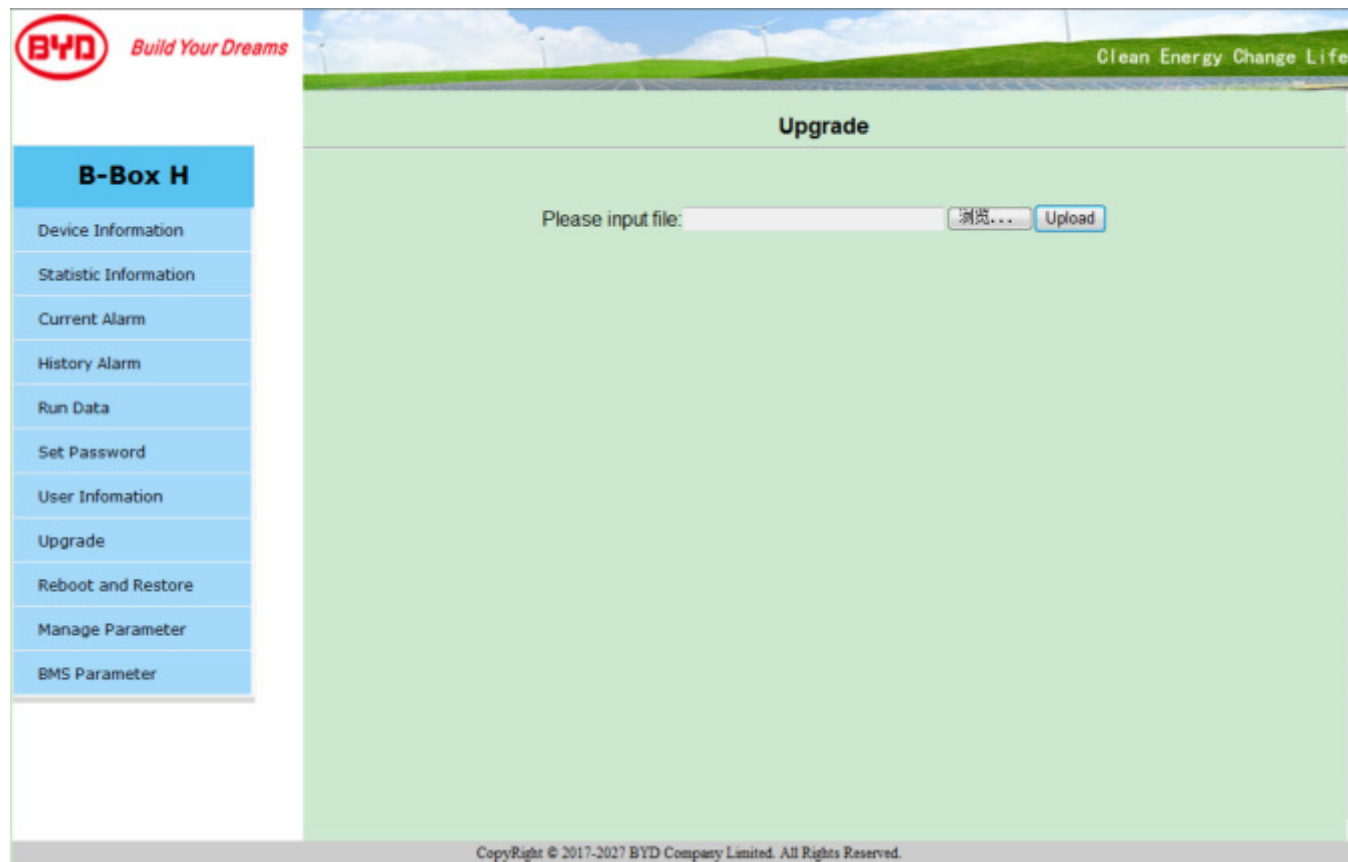 BYD Build Your Dreams
Clean Energy Change Life
Upgrade
B-Box H
Please input file: 浏览... Upload
Device Information
Statistic Information
Current Alarm
History Alarm
Run Data
Set Password
User Infomation
Upgrade
Reboot and Restore
Manage Parameter
BMS Parameter
CopyRight © 2017-2027 BYD Company Limited. All Rights Reserved.